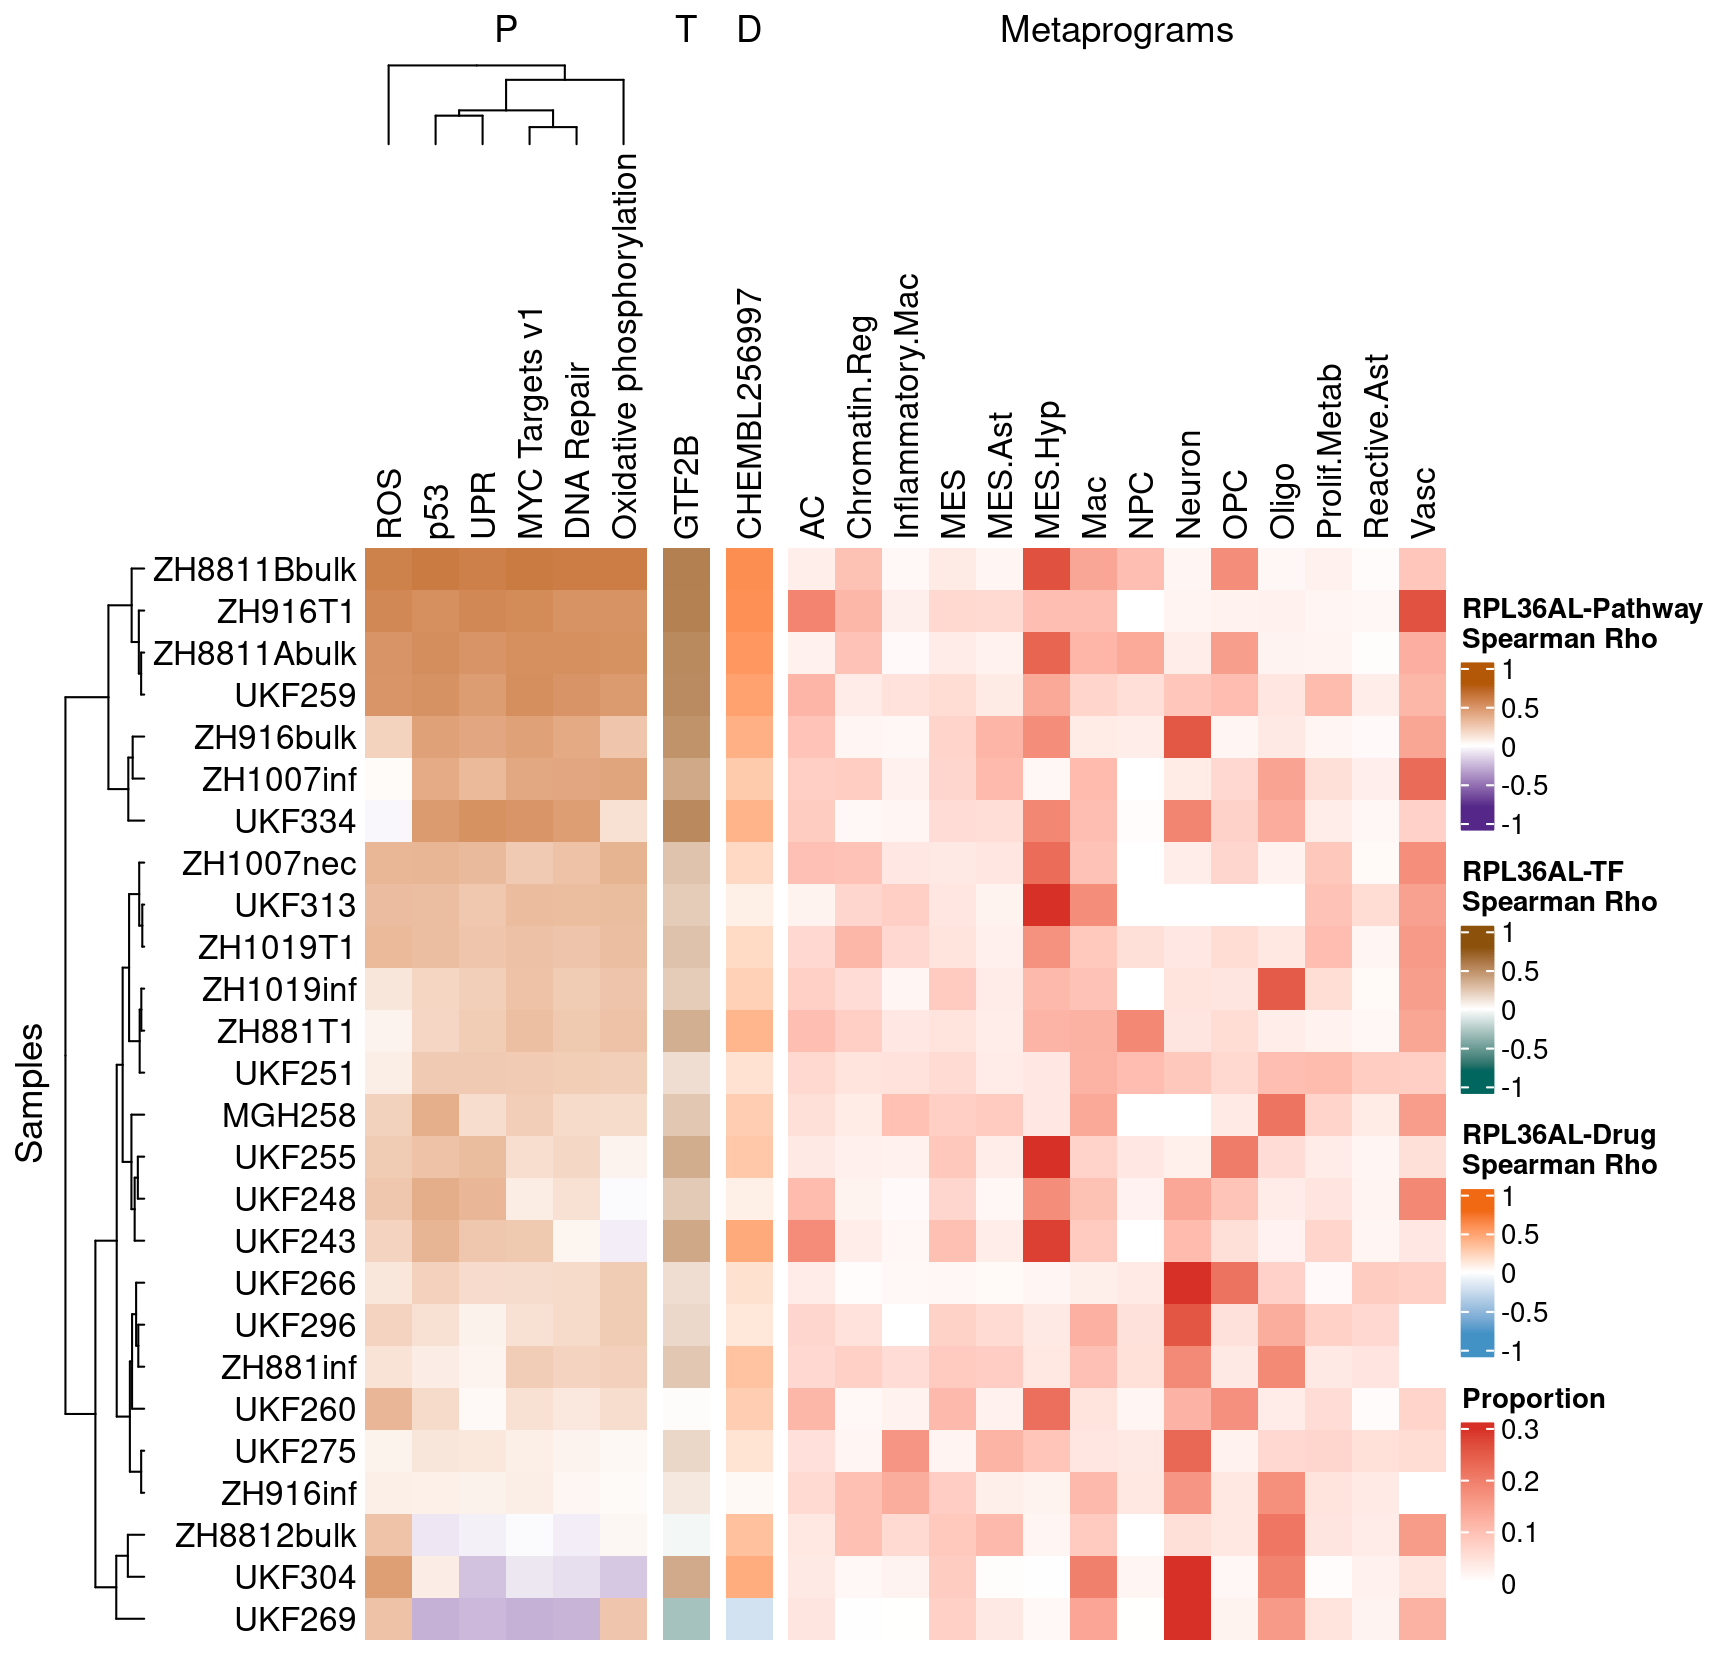 P
T
D
Metaprograms
ROS
p53
UPR
MYC Targets v1
DNA Repair
Oxidative phosphorylation
GTF2B
CHEMBL256997
AC
Chromatin.Reg
Inflammatory.Mac
MES
MES.Ast
MES.Hyp
Mac
NPC
Neuron
OPC
Oligo
Prolif.Metab
Reactive.Ast
Vasc
Samples
ZH8811Bbulk
ZH916T1
ZH8811Abulk
UKF259
ZH916bulk
ZH1007inf
UKF334
ZH1007nec
UKF313
ZH1019T1
ZH1019inf
ZH881T1
UKF251
MGH258
UKF255
UKF248
UKF243
UKF266
UKF296
ZH881inf
UKF260
UKF275
ZH916inf
ZH8812bulk
UKF304
UKF269
RPL36AL-Pathway
Spearman Rho
1
0.5
0
-0.5
-1
RPL36AL-TF
Spearman Rho
1
0.5
0
-0.5
-1
RPL36AL-Drug
Spearman Rho
1
0.5
0
-0.5
-1
Proportion
0.3
0.2
0.1
0